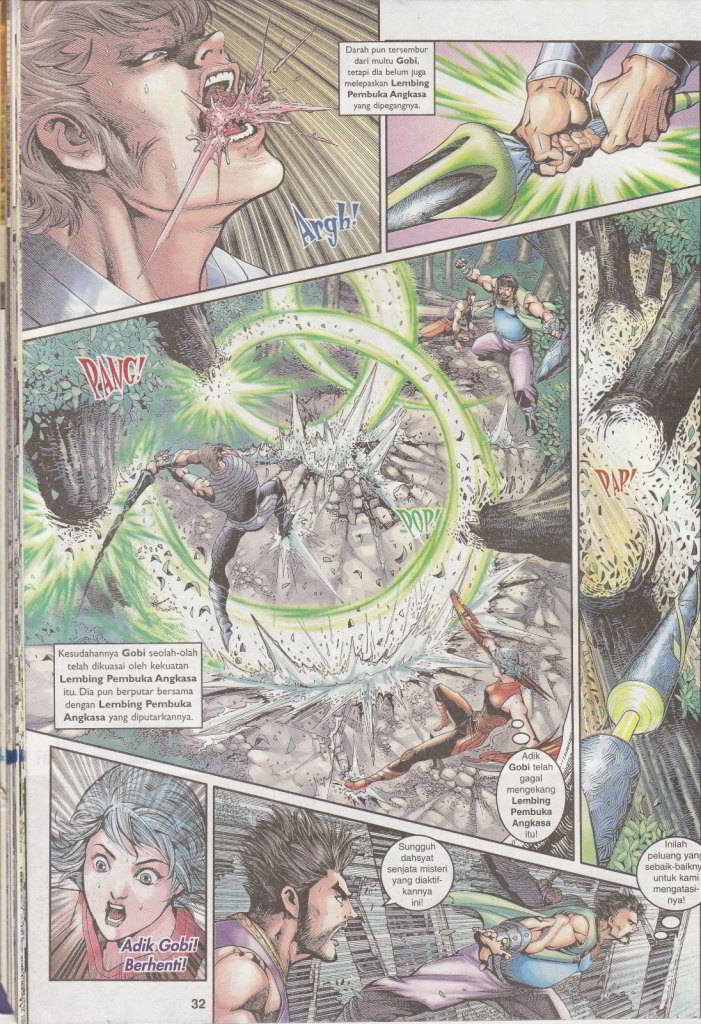 Darah pun tersembur
dari multu Gobi,
tetapi dia belum juga
melepaskan Lembing
Pembuka Angkasa
yang dipegangnya.
Argh!
PANG!
POP!
PAP!
Kesudahannya Gobi seolah-olah
telah dikuasai oleh kekuatan
Lembing Pembuka Angkasa
itu. Dia pun berputar bersama
dengan Lembing Pembuka
Angkasa yang diputarkannya.
Adik
Gobi telah
gagal
mengekang
Lembing
Pembuka
Angkasa
itu!
Adik Gobi!
Berhenti!
Sungguh
dahsyat
senjata misteri
yang diaktif-
kannya
ini!
Inilah
peluang yang
sebaik-baikny
untuk kami
mengatasi-
nya!
32